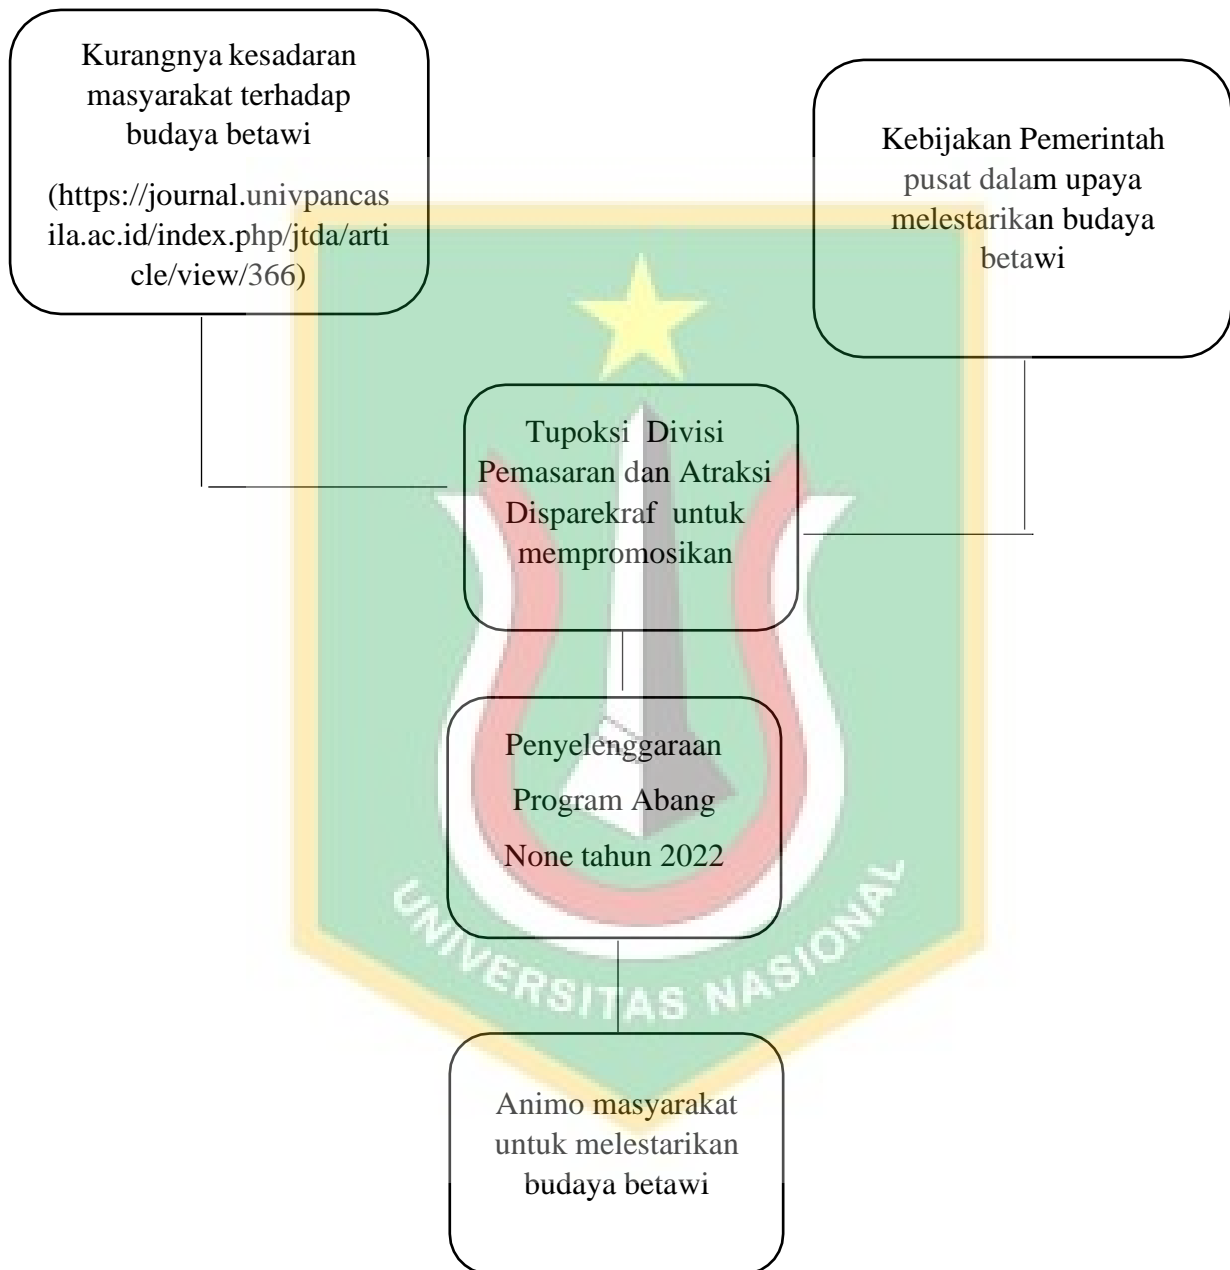 Kurangnya kesadaran
masyarakat terhadap
budaya betawi
(https://journal.univpancas
ila.ac.id/index.php/jtda/arti
cle/view/366)
Kebijakan Pemerintah
pusat dalam upaya
melestarikan budaya
betawi
Tupoksi Divisi
Pemasaran dan Atraksi
Disparekraf untuk
mempromosikan
Penyelenggaraan
Program Abang
None tahun 2022
UNIVERSITAS NASIONAL
Animo masyarakat
untuk melestarikan
budaya betawi